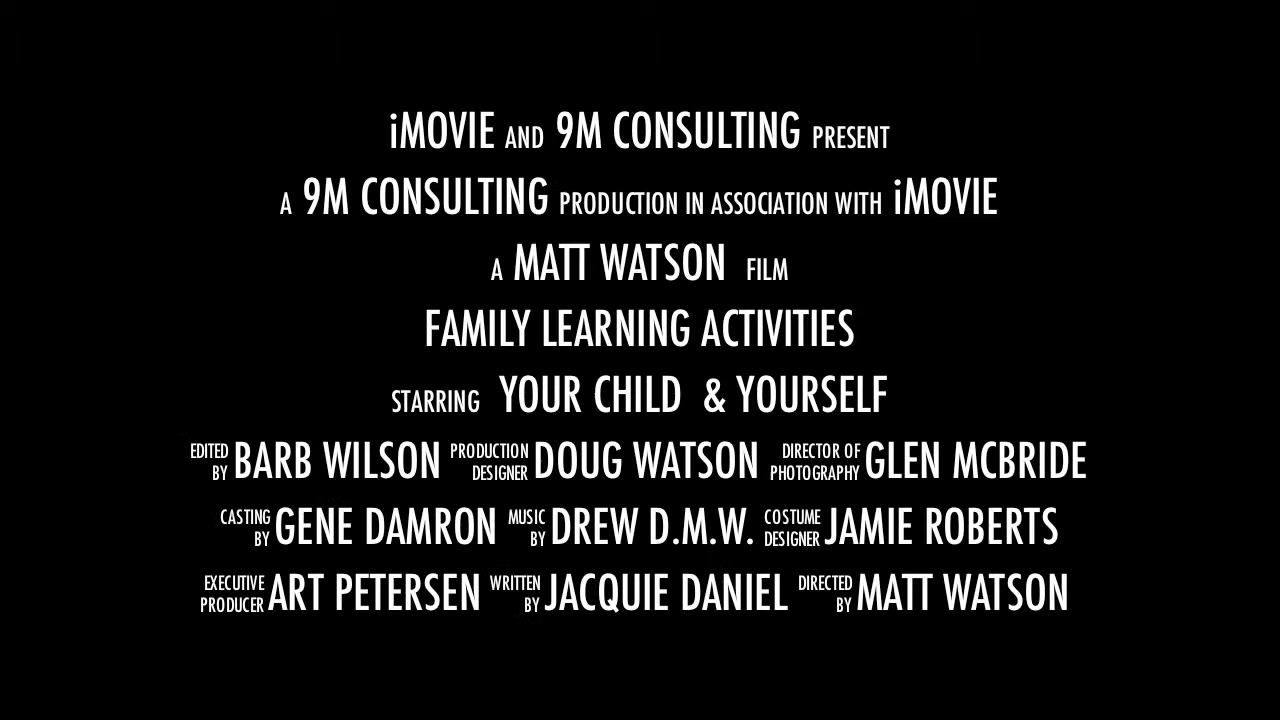 iMOVIE AND 9M CONSULTING PRESENT
A 9M CONSULTING PRODUCTION IN ASSOCIATION WITH iMOVIE
A MATT WATSON FILM
FAMILY LEARNING ACTIVITIES
STARRING YOUR CHILD & YOURSELF
EDITED BY BARB WILSON PRODUCTION DESIGNER DOUG WATSON DIRECTOR OF PHOTOGRAPHY GLEN MCBRIDE
CASTING BY GENE DAMRON MUSIC BY DREW D.M.W. COSTUME DESIGNER JAMIE ROBERTS
EXECUTIVE PRODUCER ART PETERSEN WRITTEN BY JACQUIE DANIEL DIRECTED BY MATT WATSON